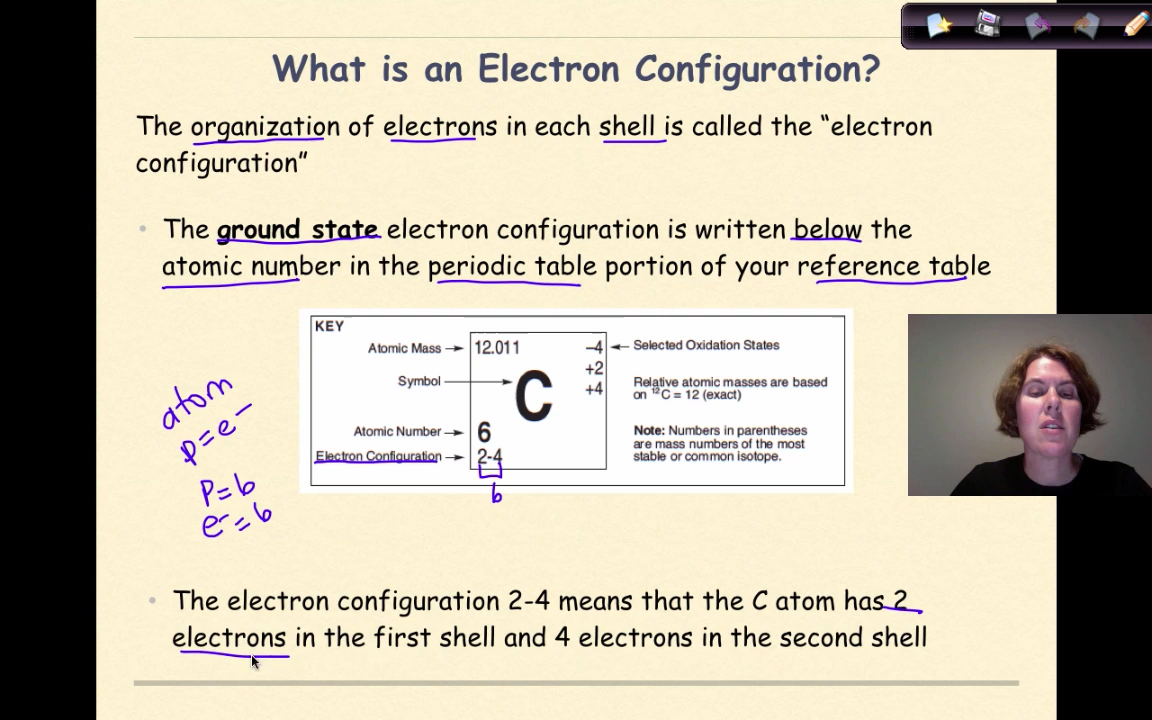 What is an Electron Configuration?
The organization of electrons in each shell is called the “electron
configuration”
• The ground state electron configuration is written below the
atomic number in the periodic table portion of your reference table
KEY
Atomic Mass
12.011
-4
Selected Oxidation States
+2
Symbol
C
+4
Relative atomic masses are based
on ¹²C = 12 (exact)
Atomic Number
6
Note: Numbers in parentheses
are mass numbers of the most
stable or common isotope.
Electron Configuration
2-4
6
atom
p=e⁻
P=6
e⁻=6
• The electron configuration 2-4 means that the C atom has 2
electrons in the first shell and 4 electrons in the second shell